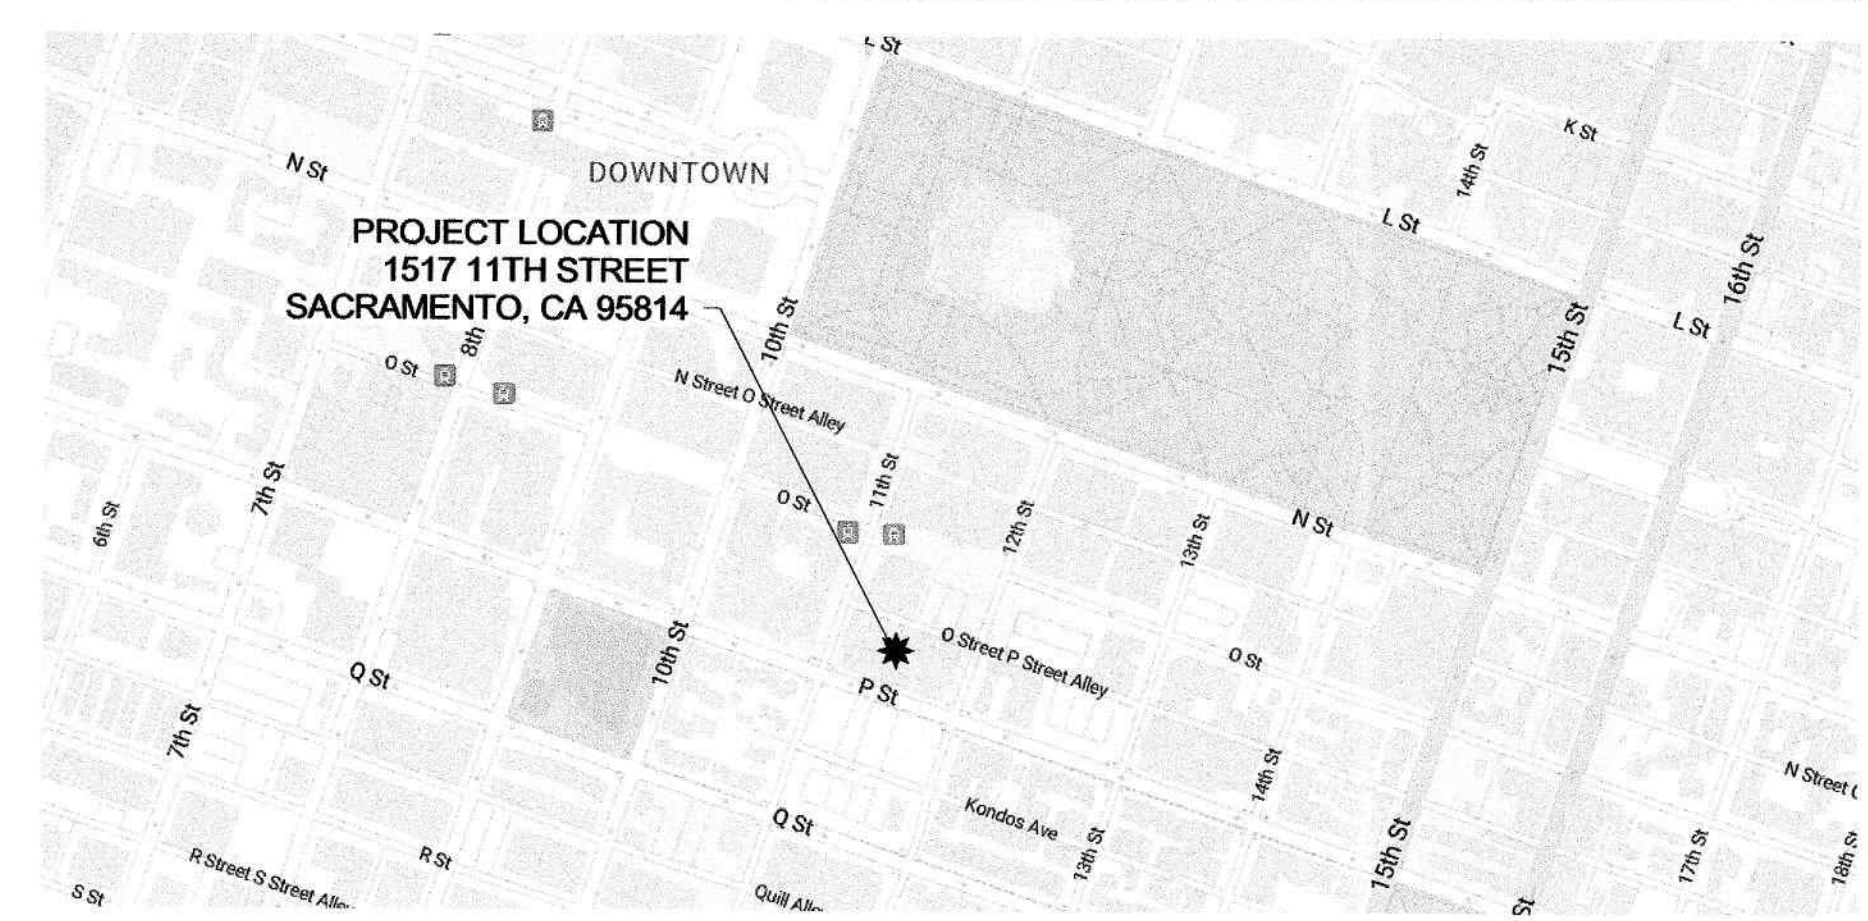 L St
K St
14th St
N St
DOWNTOWN
L St
PROJECT LOCATION
1517 11TH STREET
SACRAMENTO, CA 95814
16th St
10th St
15th St
L St
8th
O St
N Street O Street Alley
11th St
7th St
O St
6th St
12th St
13th St
N St
10th St
O Street P Street Alley
O St
Q St
P St
7th St
14th St
N Street
Kondos Ave
Q St
13th St
15th St
17th St
18th St
R St
R Street S Street Alley
S St
Quill
St